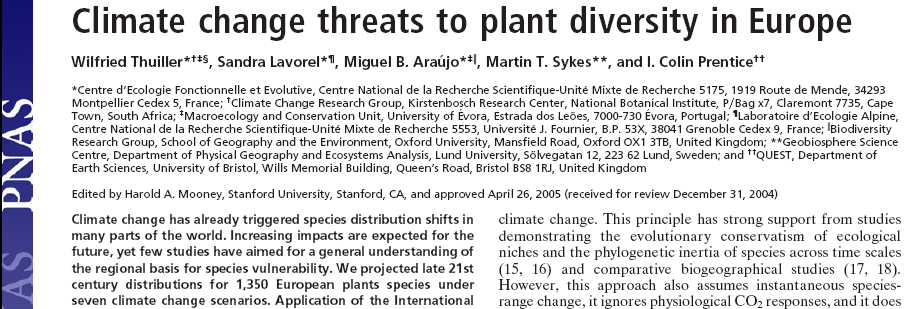 Climate change threats to plant diversity in Europe
Wilfried Thuiller*†‡§, Sandra Lavorel*¶, Miguel B. Araújo*‡‖, Martin T. Sykes**, and I. Colin Prentice††
*Centre d'Ecologie Fonctionnelle et Evolutive, Centre National de la Recherche Scientifique-Unité Mixte de Recherche 5175, 1919 Route de Mende, 34293
Montpellier Cedex 5, France; †Climate Change Research Group, Kirstenbosch Research Center, National Botanical Institute, P/Bag x7, Claremont 7735, Cape
Town, South Africa; ‡Macroecology and Conservation Unit, University of Évora, Estrada dos Leões, 7000-730 Évora, Portugal; ¶Laboratoire d'Ecologie Alpine,
Centre National de la Recherche Scientifique-Unité Mixte de Recherche 5553, Université J. Fournier, B.P. 53X, 38041 Grenoble Cedex 9, France; ‖Biodiversity
Research Group, School of Geography and the Environment, Oxford University, Mansfield Road, Oxford OX1 3TB, United Kingdom; **Geobiosphere Science
Centre, Department of Physical Geography and Ecosystems Analysis, Lund University, Sölvegatan 12, 223 62 Lund, Sweden; and ††QUEST, Department of
Earth Sciences, University of Bristol, Wills Memorial Building, Queen's Road, Bristol BS8 1RJ, United Kingdom
Edited by Harold A. Mooney, Stanford University, Stanford, CA, and approved April 26, 2005 (received for review December 31, 2004)
Climate change has already triggered species distribution shifts in
many parts of the world. Increasing impacts are expected for the
future, yet few studies have aimed for a general understanding of
the regional basis for species vulnerability. We projected late 21st
century distributions for 1,350 European plants species under
seven climate change scenarios. Application of the International
climate change. This principle has strong support from studies
demonstrating the evolutionary conservatism of ecological
niches and the phylogenetic inertia of species across time scales
(15, 16) and comparative biogeographical studies (17, 18).
However, this approach also assumes instantaneous species-
range change, it ignores physiological CO₂ responses, and it does
PNAS
AS